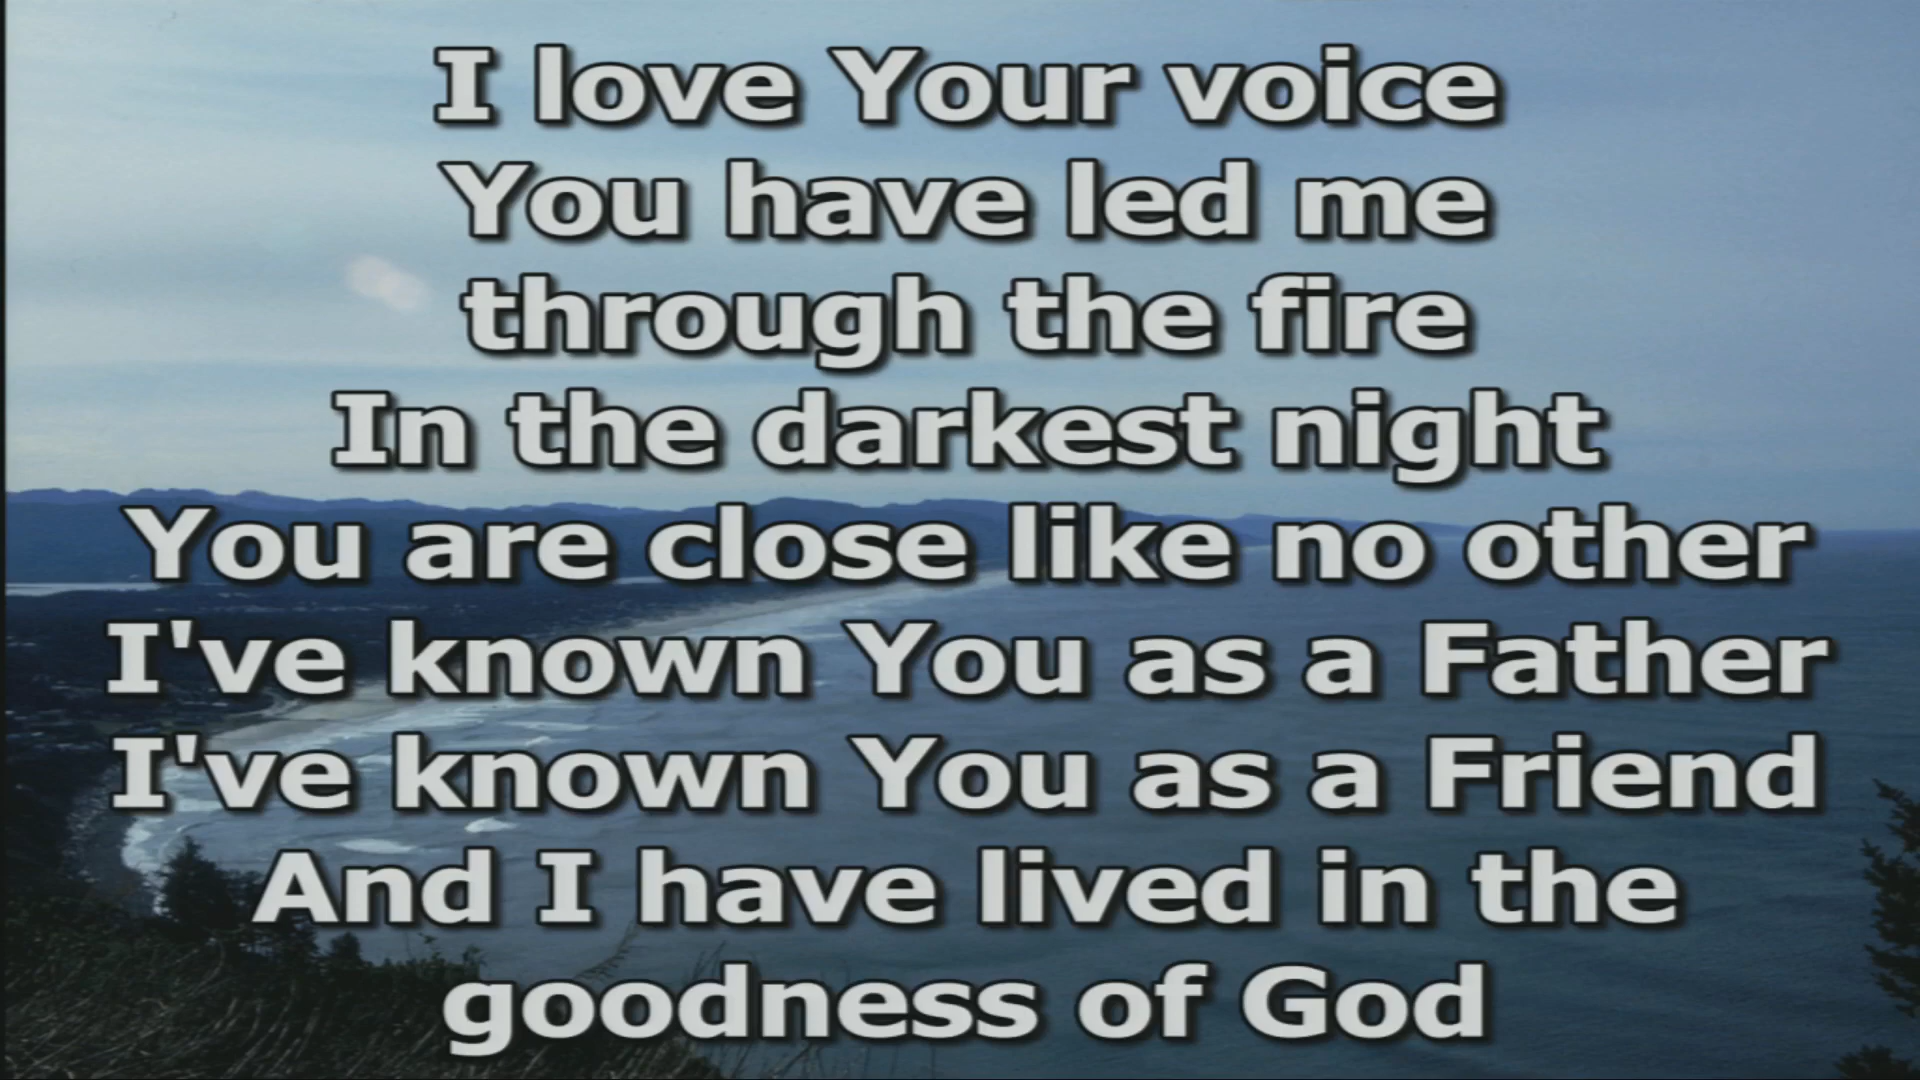 I love Your voice
You have led me
through the fire
In the darkest night
You are close like no other
I've known You as a Father
I've known You as a Friend
And I have lived in the
goodness of God